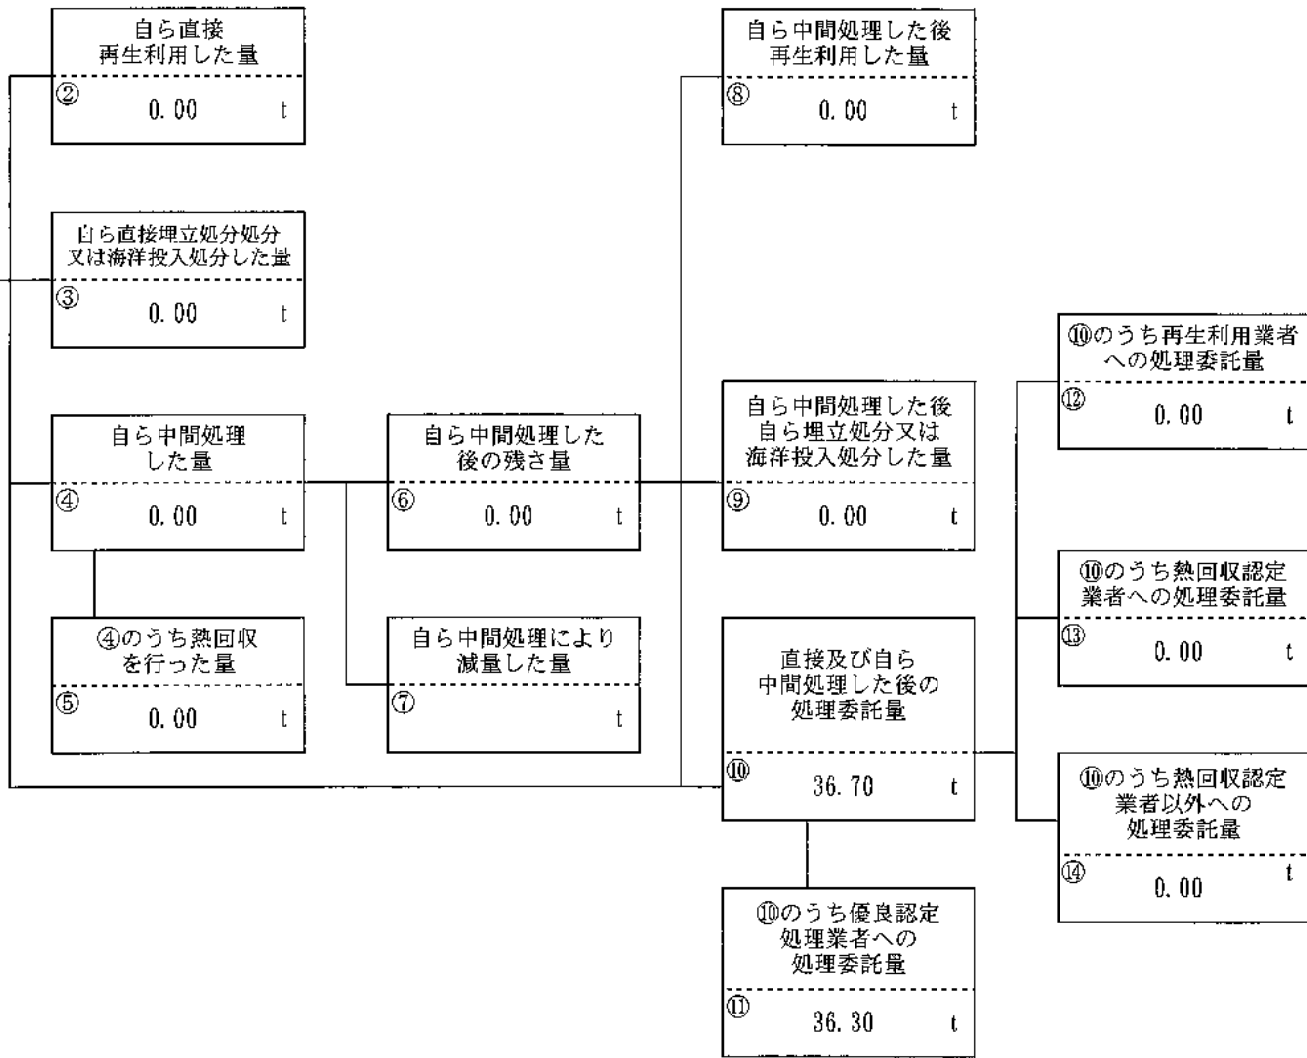 自ら直接
再生利用した量
② 0.00 t
自ら中間処理した後
再生利用した量
⑧ 0.00 t
自ら直接埋立処分処分
又は海洋投入処分した量
③ 0.00 t
⑩のうち再生利用業者
への処理委託量
⑫ 0.00 t
自ら中間処理
した量
④ 0.00 t
自ら中間処理した
後の残さ量
⑥ 0.00 t
自ら中間処理した後
自ら埋立処分又は
海洋投入処分した量
⑨ 0.00 t
⑩のうち熱回収認定
業者への処理委託量
⑬ 0.00 t
④のうち熱回収
を行った量
⑤ 0.00 t
自ら中間処理により
減量した量
⑦ t
直接及び自ら
中間処理した後の
処理委託量
⑩ 36.70 t
⑩のうち熱回収認定
業者以外への
処理委託量
⑭ 0.00 t
⑩のうち優良認定
処理業者への
処理委託量
⑪ 36.30 t